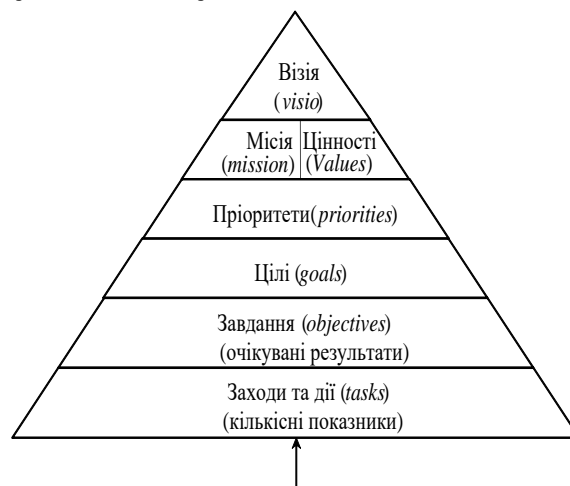 Візія
(visio)
Місія Цінності
(mission) (Values)
Пріоритети(priorities)
Цілі (goals)
Завдання (objectives)
(очікувані результати)
Заходи та дії (tasks)
(кількісні показники)